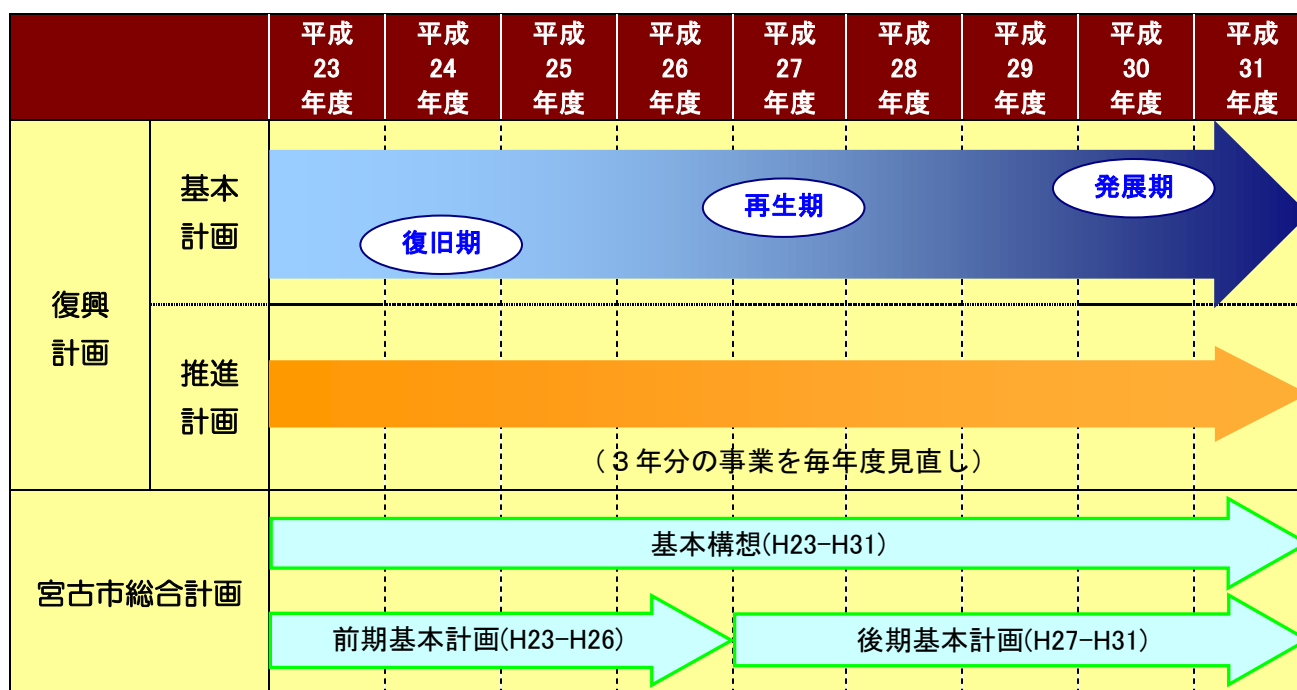 平成
23
年度
平成
24
年度
平成
25
年度
平成
26
年度
平成
27
年度
平成
28
年度
平成
29
年度
平成
30
年度
平成
31
年度
復興
計画
基本
計画
復旧期
再生期
発展期
推進
計画
(3年分の事業を毎年度見直し)
宮古市総合計画
基本構想(H23-H31)
前期基本計画(H23-H26)
後期基本計画(H27-H31)